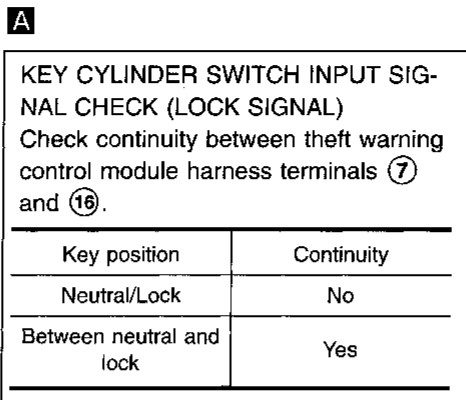 A
KEY CYLINDER SWITCH INPUT SIG-
NAL CHECK (LOCK SIGNAL)
Check continuity between theft warning
control module harness terminals ⑦
and ⑯.
Key position Continuity
Neutral/Lock No
Between neutral and
lock Yes